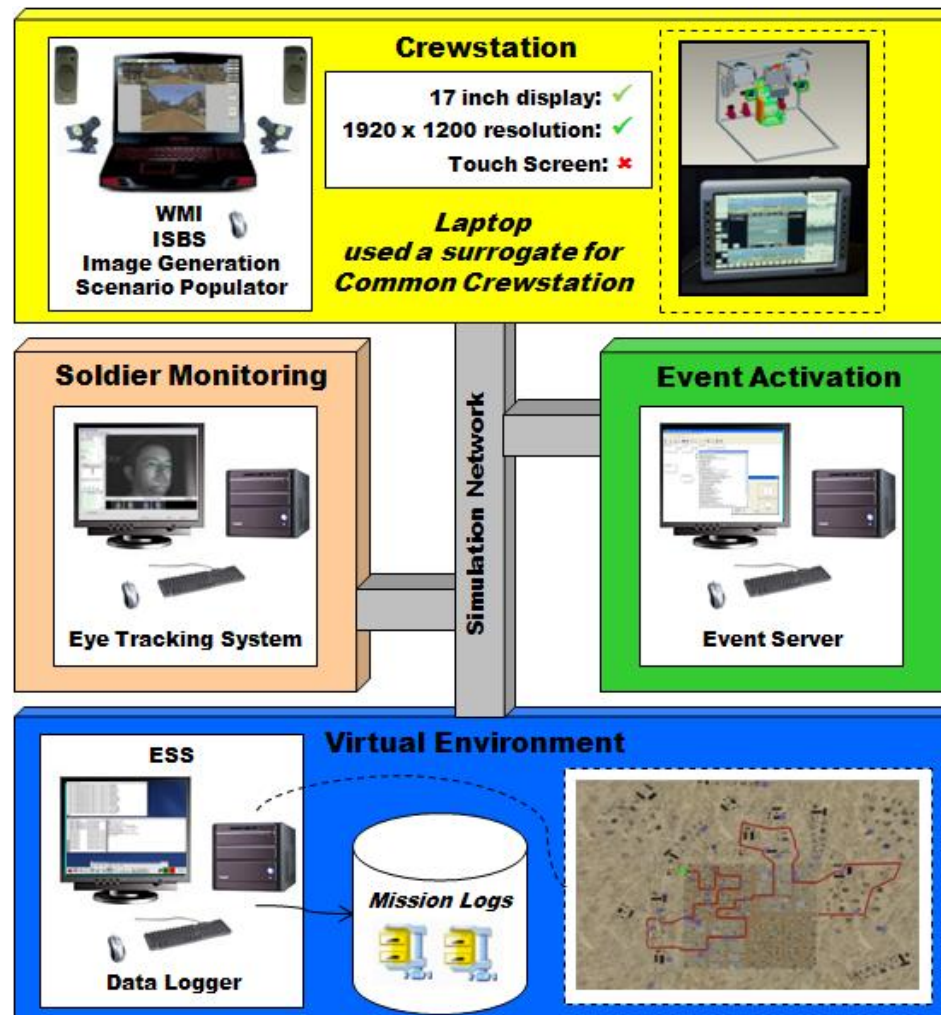 Crewstation
17 inch display: ✓
1920 x 1200 resolution: ✓
Touch Screen: ✖
WMI
ISBS
Image Generation
Scenario Populator
Laptop
used a surrogate for
Common Crewstation
Soldier Monitoring
Eye Tracking System
Simulation Network
Event Activation
Event Server
Virtual Environment
ESS
Data Logger
Mission Logs